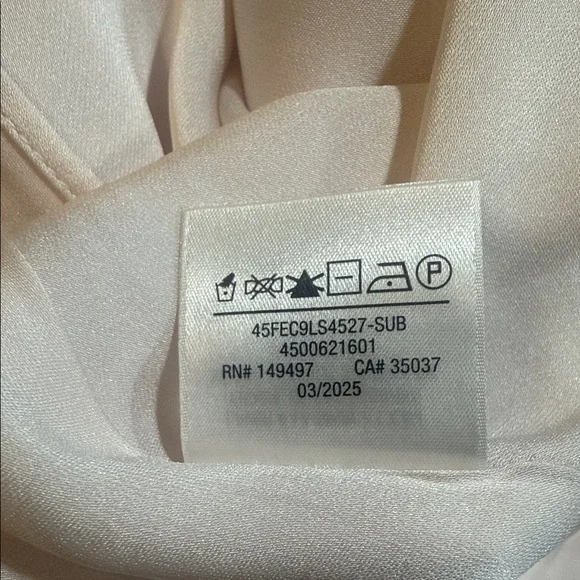 P
45FEC9LS4527-SUB
4500621601
RN# 149497 CA# 35037
03/2025